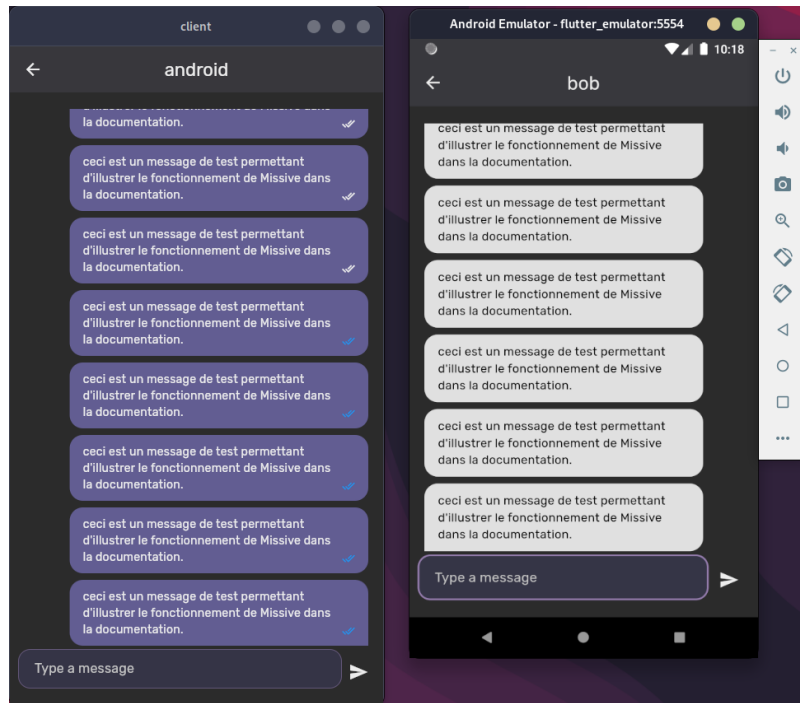 client
android
d'illustrer le fonctionnement de Missive dans
la documentation.
ceci est un message de test permettant
d'illustrer le fonctionnement de Missive dans
la documentation.
ceci est un message de test permettant
d'illustrer le fonctionnement de Missive dans
la documentation.
ceci est un message de test permettant
d'illustrer le fonctionnement de Missive dans
la documentation.
ceci est un message de test permettant
d'illustrer le fonctionnement de Missive dans
la documentation.
ceci est un message de test permettant
d'illustrer le fonctionnement de Missive dans
la documentation.
ceci est un message de test permettant
d'illustrer le fonctionnement de Missive dans
la documentation.
ceci est un message de test permettant
d'illustrer le fonctionnement de Missive dans
la documentation.
Type a message
Android Emulator - flutter_emulator:5554
10:18
bob
ceci est un message de test permettant
d'illustrer le fonctionnement de Missive
dans la documentation.
ceci est un message de test permettant
d'illustrer le fonctionnement de Missive
dans la documentation.
ceci est un message de test permettant
d'illustrer le fonctionnement de Missive
dans la documentation.
ceci est un message de test permettant
d'illustrer le fonctionnement de Missive
dans la documentation.
ceci est un message de test permettant
d'illustrer le fonctionnement de Missive
dans la documentation.
ceci est un message de test permettant
d'illustrer le fonctionnement de Missive
dans la documentation.
Type a message